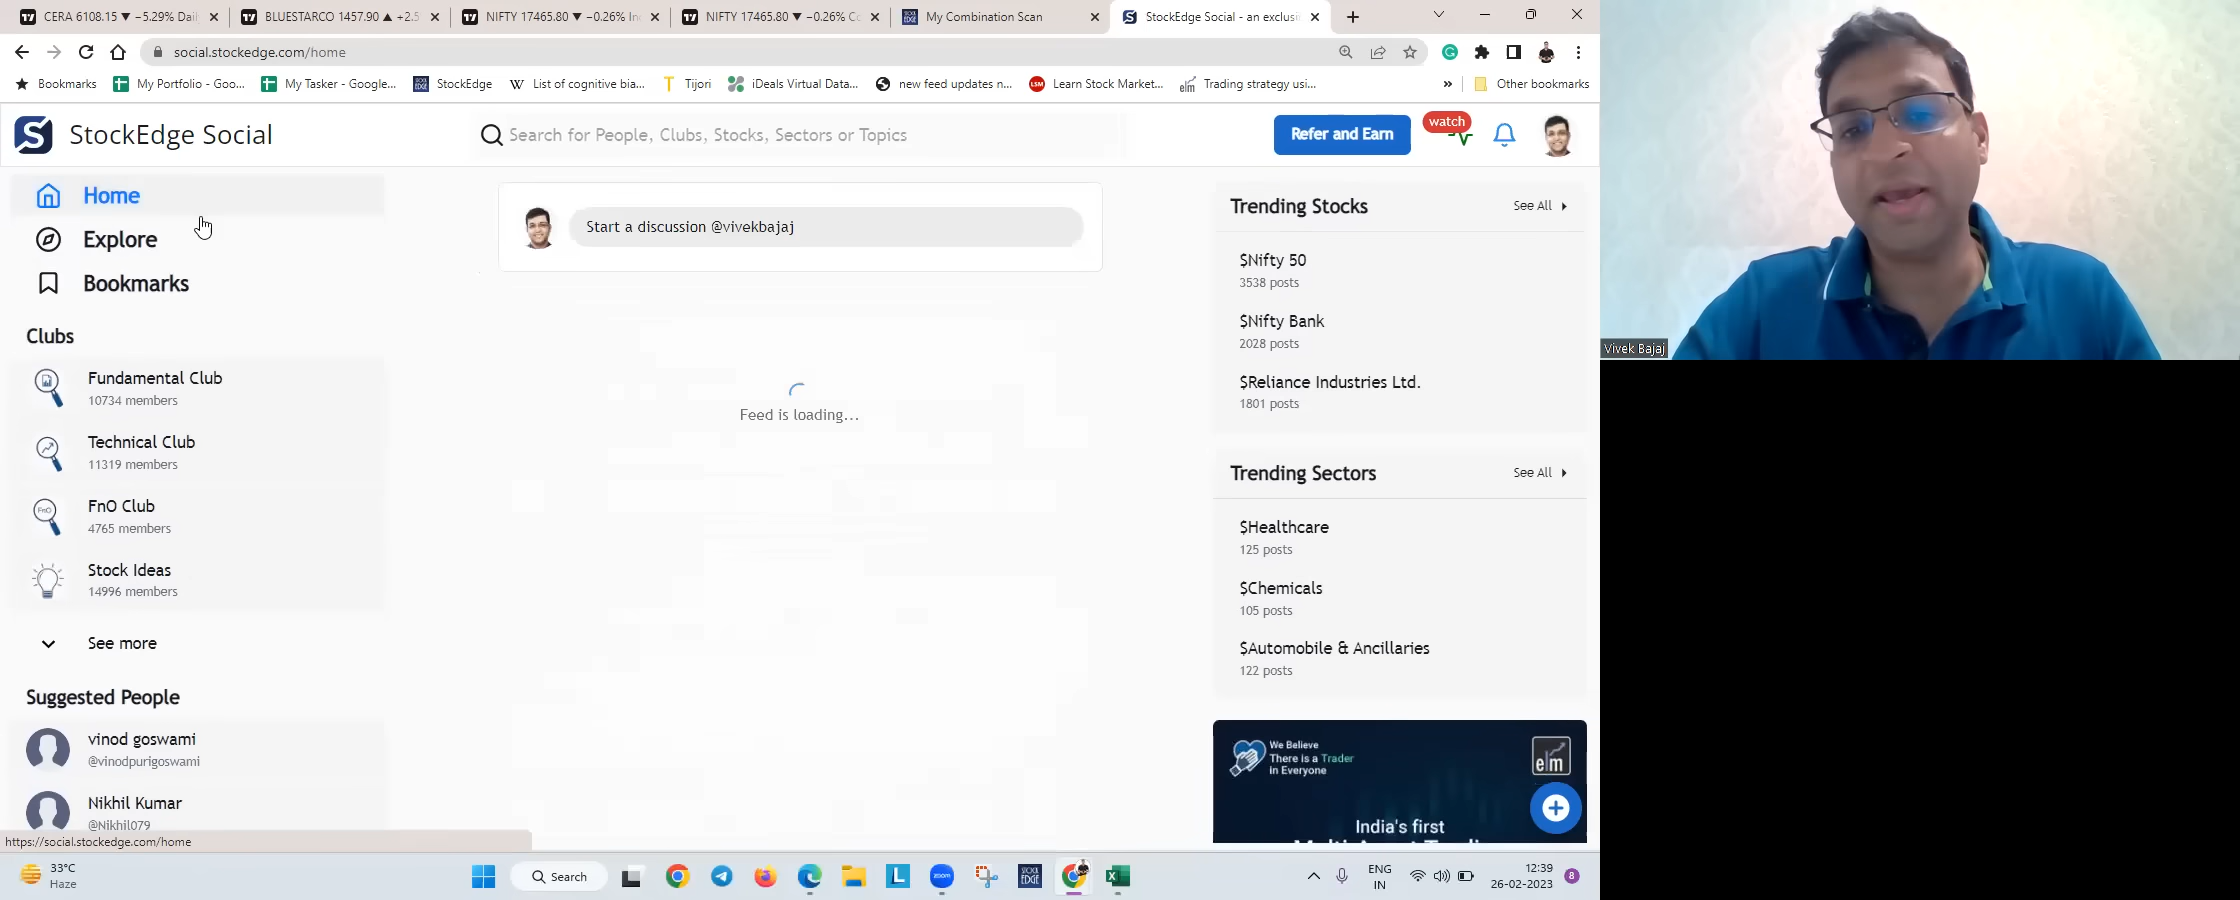 CERA 6108.15 ▼ −5.29% Dail
BLUESTARCO 1457.90 ▲ +2.5
NIFTY 17465.80 ▼ −0.26% In
NIFTY 17465.80 ▼ −0.26% Co
My Combination Scan
StockEdge Social - an exclusi
social.stockedge.com/home
Bookmarks
My Portfolio - Goo...
My Tasker - Google...
StockEdge
List of cognitive bia...
Tijori
iDeals Virtual Data...
new feed updates n...
Learn Stock Market...
Trading strategy usi...
»
Other bookmarks
StockEdge Social
Search for People, Clubs, Stocks, Sectors or Topics
Refer and Earn
watch
Home
Explore
Bookmarks
Clubs
Fundamental Club
10734 members
Technical Club
11319 members
FnO
FnO Club
4765 members
Stock Ideas
14996 members
See more
Suggested People
vinod goswami
@vinodpurigoswami
Nikhil Kumar
@Nikhil079
https://social.stockedge.com/home
Start a discussion @vivekbajaj
Feed is loading...
Trending Stocks
See All
$Nifty 50
3538 posts
$Nifty Bank
2028 posts
$Reliance Industries Ltd.
1801 posts
Trending Sectors
See All
$Healthcare
125 posts
$Chemicals
105 posts
$Automobile & Ancillaries
122 posts
We Believe
There is a Trader
in Everyone
elm
India's first
Vivek Bajaj
33°C
Haze
Search
STOCK
EDGE
zoom
ENG
IN
12:39
26-02-2023
8